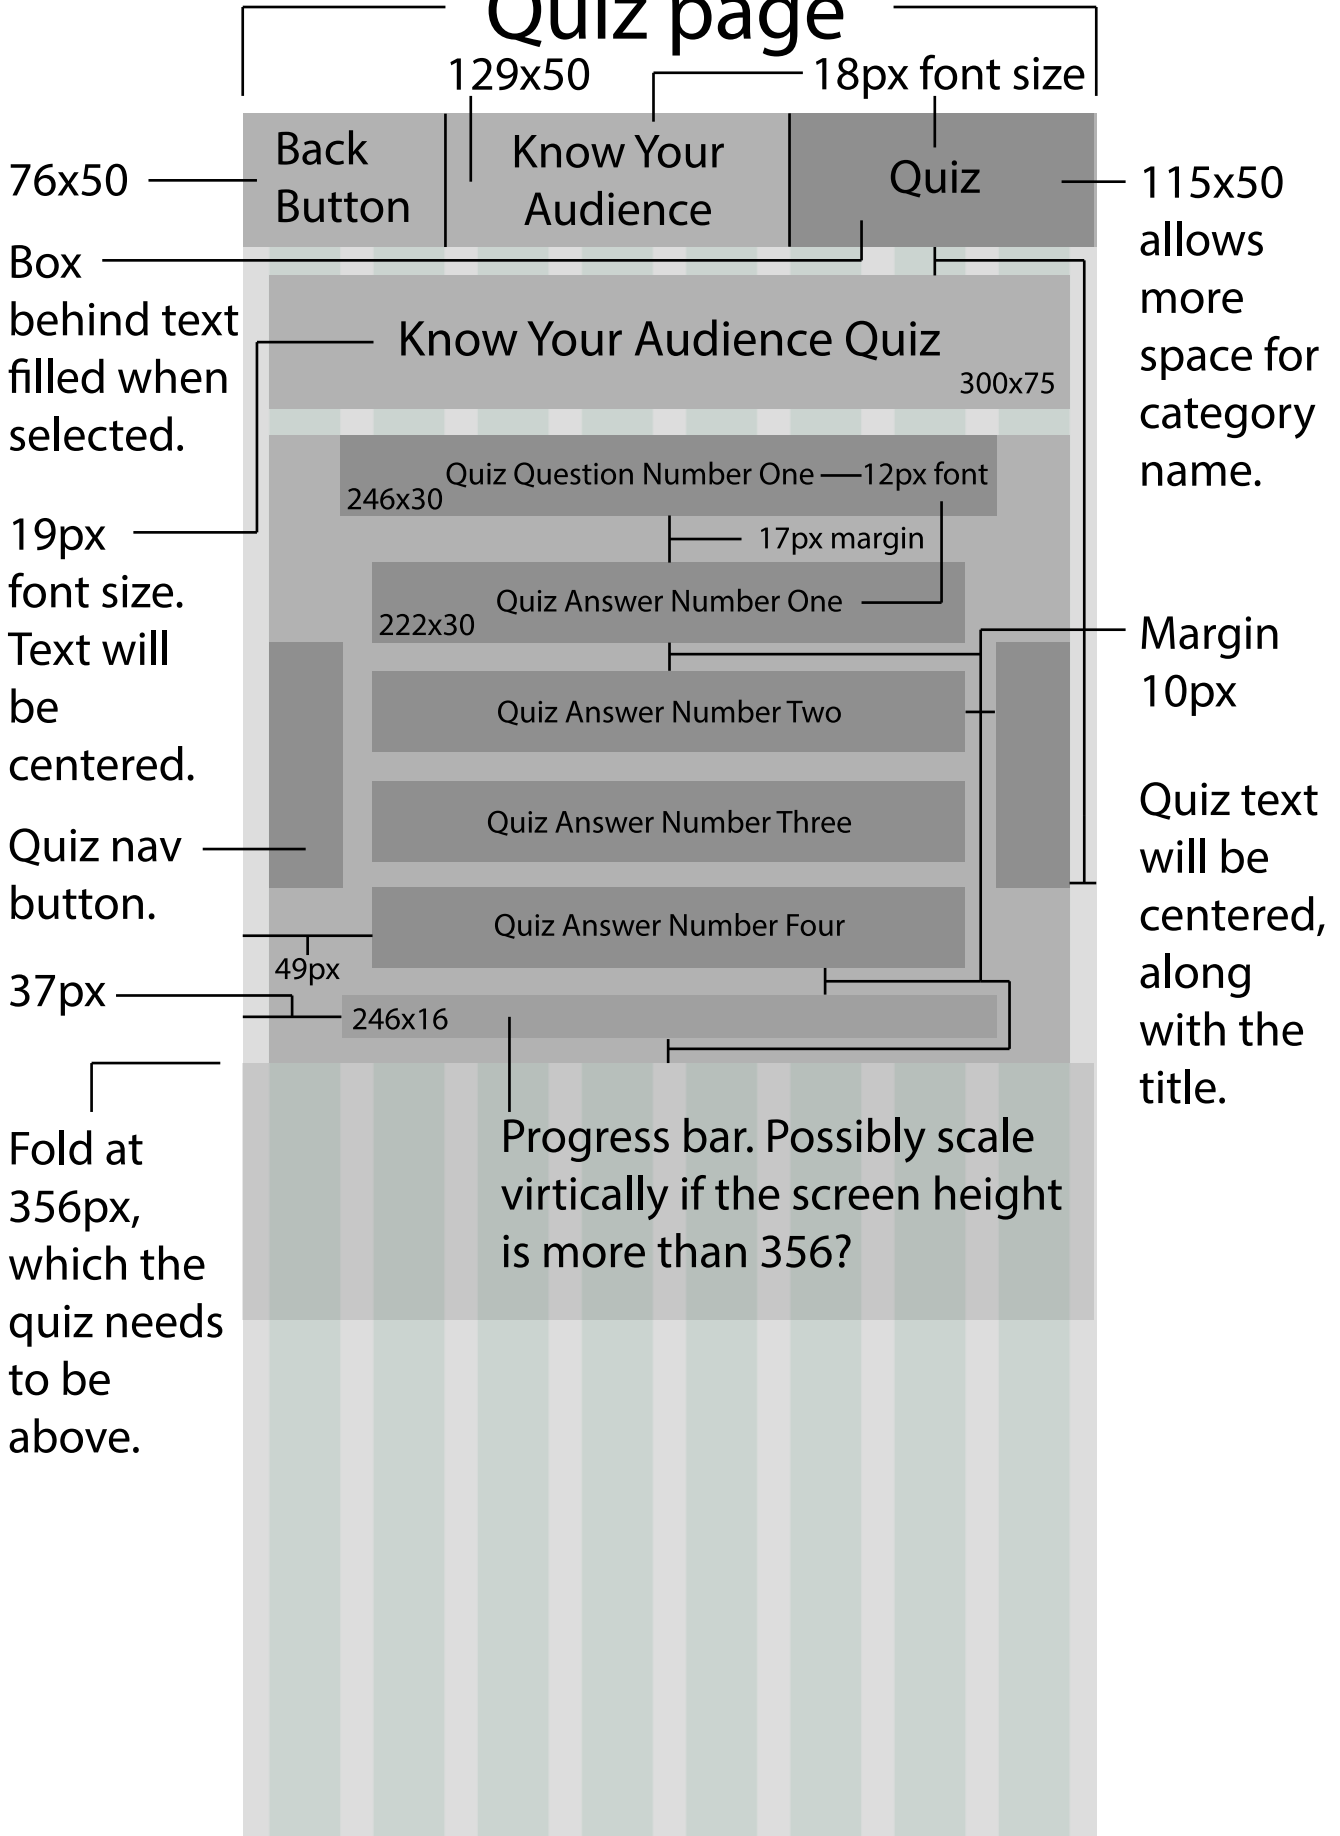 Quiz page
129x50
18px font size
76x50
Back
Button
Know Your
Audience
Quiz
115x50
allows
more
space for
category
name.
Box
behind text
filled when
selected.
Know Your Audience Quiz
300x75
Quiz Question Number One
12px font
246x30
17px margin
19px
font size.
Text will
be
centered.
Quiz Answer Number One
222x30
Margin
10px
Quiz Answer Number Two
Quiz Answer Number Three
Quiz nav
button.
Quiz text
will be
centered,
along
with the
title.
Quiz Answer Number Four
49px
37px
246x16
Progress bar. Possibly scale
virtically if the screen height
is more than 356?
Fold at
356px,
which the
quiz needs
to be
above.